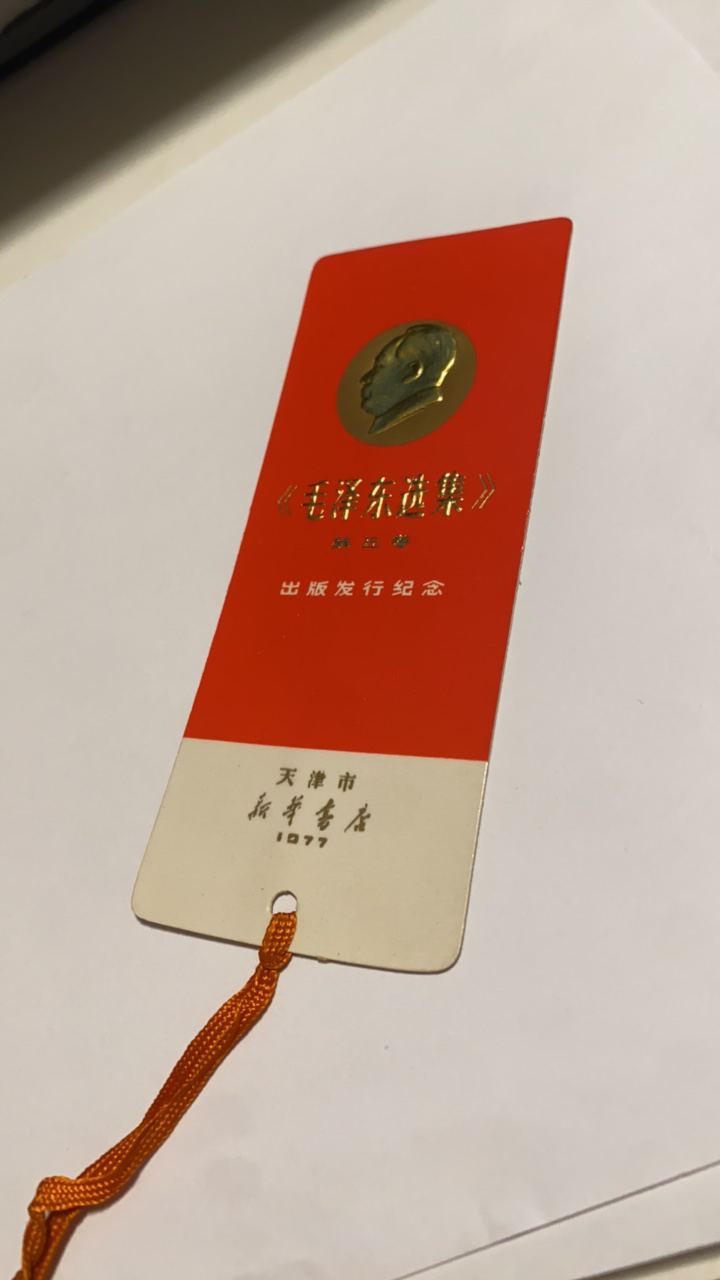 《毛泽东选集》
第五卷
出版发行纪念
天津市
新华书店
1977